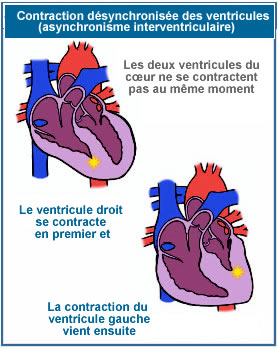 Contraction désynchronisée des ventricules
(asynchronisme interventriculaire)
Les deux ventricules du
cœur ne se contractent
pas au même moment
Le ventricule droit
se contracte
en premier et
La contraction du
ventricule gauche
vient ensuite